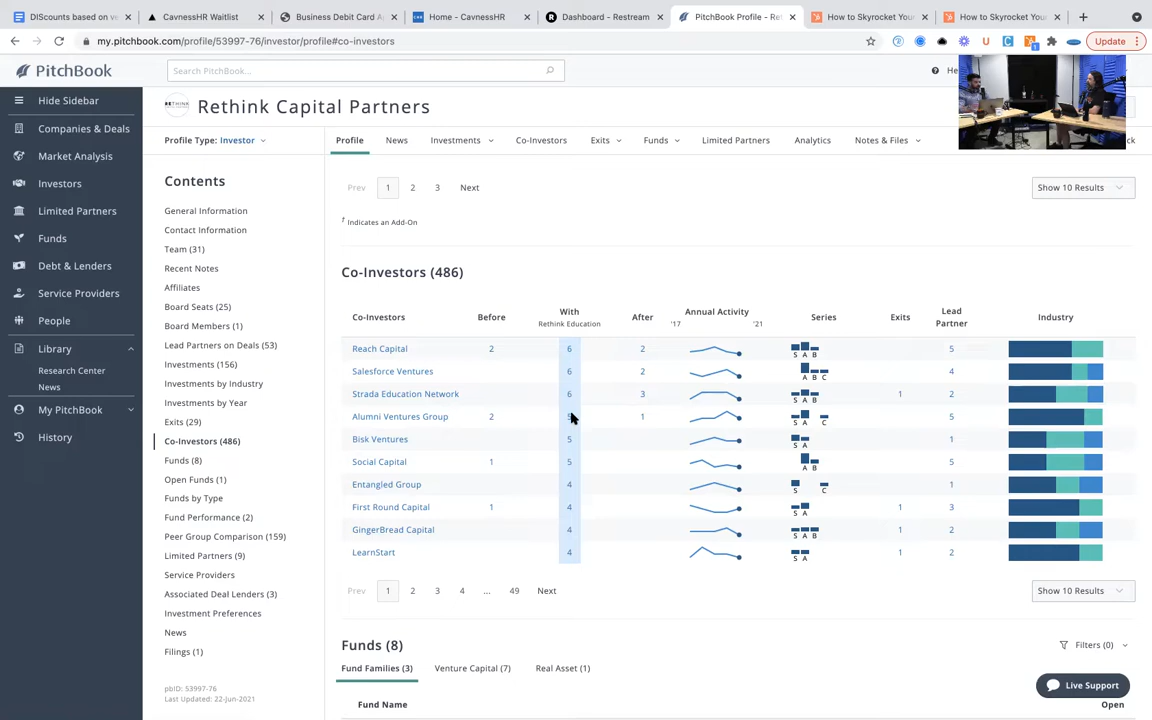 DIScounts based on ve
CavnessHR Waitlist
Business Debit Card A
Home - CavnessHR
Dashboard - Restream
PitchBook Profile - Ret
How to Skyrocket Your
How to Skyrocket Your
my.pitchbook.com/profile/53997-76/investor/profile#co-investors
Update
PitchBook
Search PitchBook...
He
Hide Sidebar
Companies & Deals
Market Analysis
Investors
Limited Partners
Funds
Debt & Lenders
Service Providers
People
Library
Research Center
News
My PitchBook
History
RETHINK
Rethink Capital Partners
Profile Type: Investor
Profile
News
Investments
Co-Investors
Exits
Funds
Limited Partners
Analytics
Notes & Files
ck
Contents
General Information
Contact Information
Team (31)
Recent Notes
Affiliates
Board Seats (25)
Board Members (1)
Lead Partners on Deals (53)
Investments (156)
Investments by Industry
Investments by Year
Exits (29)
Co-Investors (486)
Funds (8)
Open Funds (1)
Funds by Type
Fund Performance (2)
Peer Group Comparison (159)
Limited Partners (9)
Service Providers
Associated Deal Lenders (3)
Investment Preferences
News
Filings (1)
pbID: 53997-76
Last Updated: 22-Jun-2021
Prev 1 2 3 Next
Show 10 Results
† Indicates an Add-On
Co-Investors (486)
Co-Investors Before With Rethink Education After Annual Activity '17 '21 Series Exits Lead Partner Industry
Reach Capital 2 6 2 S A B 5
Salesforce Ventures 6 2 A B C 4
Strada Education Network 6 3 S A B 1 2
Alumni Ventures Group 2 5 1 S A C 5
Bisk Ventures 5 S A 1
Social Capital 1 5 A B 5
Entangled Group 4 S C 1
First Round Capital 1 4 S A 1 3
GingerBread Capital 4 S A B 1 2
LearnStart 4 S A 1 2
Prev 1 2 3 4 ... 49 Next
Show 10 Results
Funds (8)
Filters (0)
Fund Families (3)
Venture Capital (7)
Real Asset (1)
Live Support
Fund Name
Open